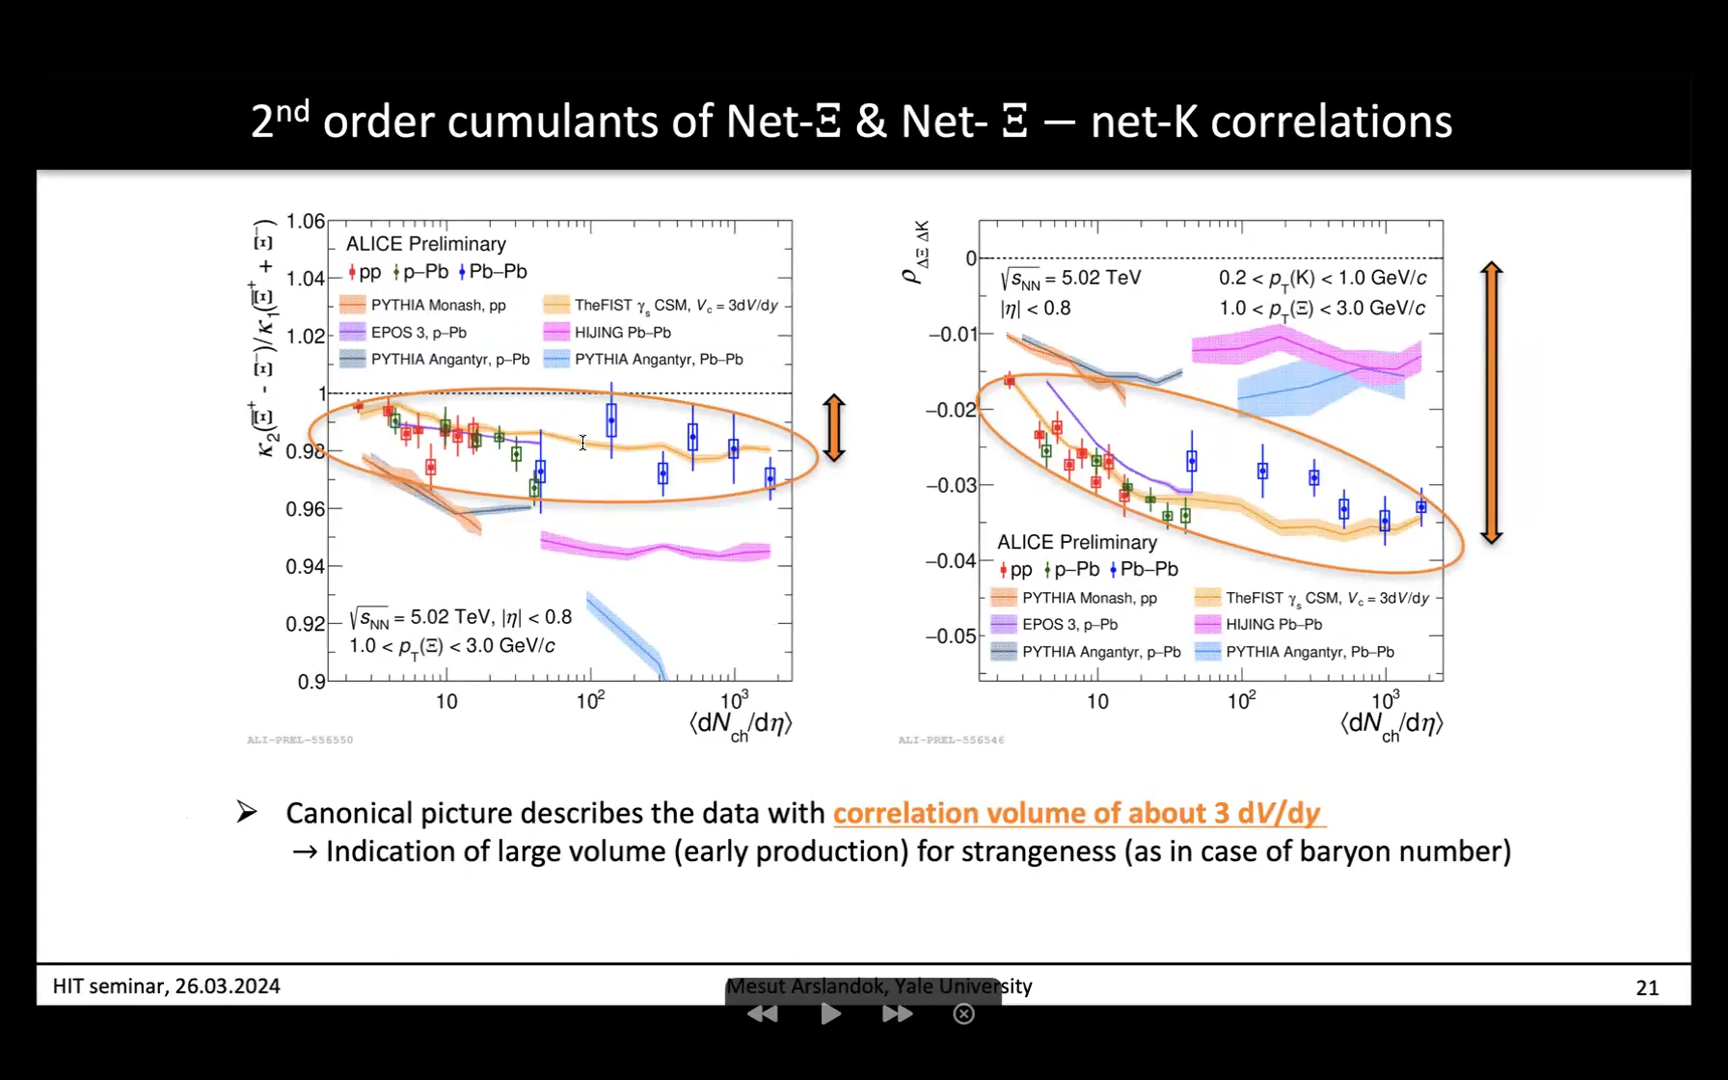 2nd order cumulants of Net-Ξ & Net- Ξ – net-K correlations
κ2(Ξ̄+ - Ξ̄-)/κ1(Ξ̄+ + Ξ̄-)
1.06
1.04
1.02
1
0.98
0.96
0.94
0.92
0.9
ALICE Preliminary
pp p–Pb Pb–Pb
PYTHIA Monash, pp
TheFIST γs CSM, Vc = 3dV/dy
EPOS 3, p–Pb
HIJING Pb–Pb
PYTHIA Angantyr, p–Pb
PYTHIA Angantyr, Pb–Pb
√sNN = 5.02 TeV, |η| < 0.8
1.0 < pT(Ξ) < 3.0 GeV/c
10 10² 10³
⟨dNch/dη⟩
ALI-PREL-556550
ρΔΞ ΔK
0
−0.01
−0.02
−0.03
−0.04
−0.05
√sNN = 5.02 TeV
0.2 < pT(K) < 1.0 GeV/c
|η| < 0.8
1.0 < pT(Ξ) < 3.0 GeV/c
ALICE Preliminary
pp p–Pb Pb–Pb
PYTHIA Monash, pp
TheFIST γs CSM, Vc = 3dV/dy
EPOS 3, p–Pb
HIJING Pb–Pb
PYTHIA Angantyr, p–Pb
PYTHIA Angantyr, Pb–Pb
10 10² 10³
⟨dNch/dη⟩
ALI-PREL-556546
➢ Canonical picture describes the data with correlation volume of about 3 dV/dy
→ Indication of large volume (early production) for strangeness (as in case of baryon number)
HIT seminar, 26.03.2024
Mesut Arslandok, Yale University
21